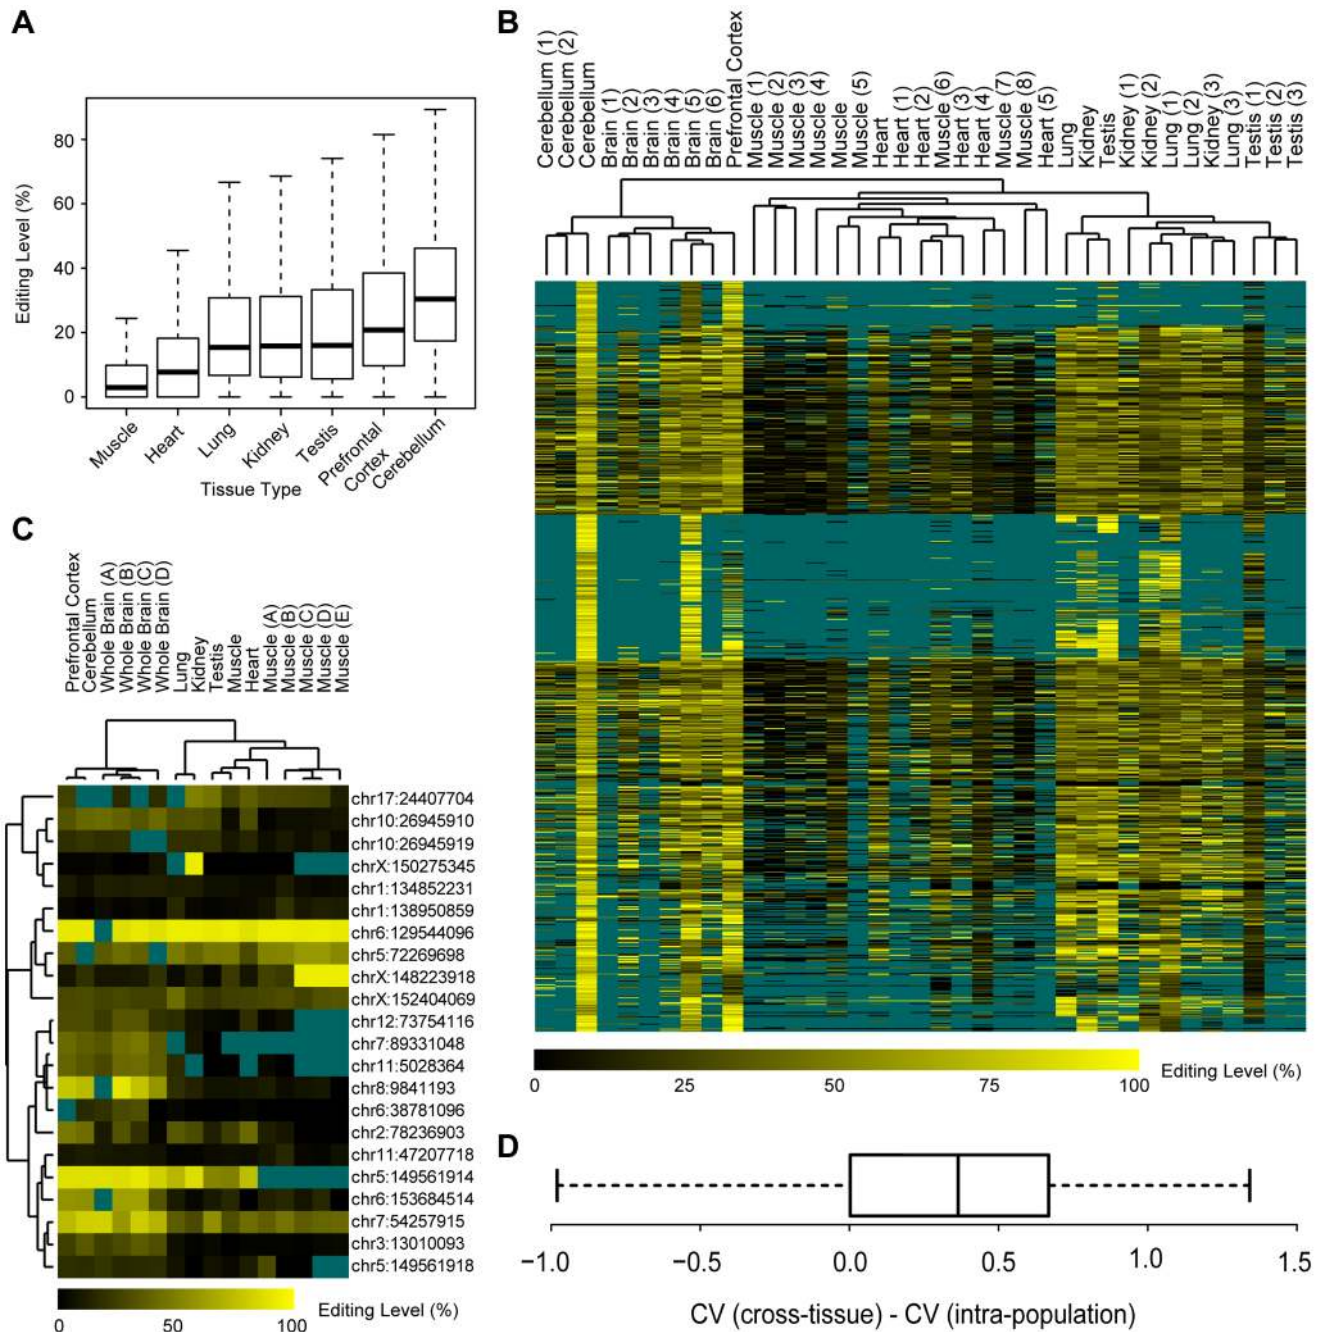 A
Editing Level (%)
80
60
40
20
0
Muscle
Heart
Lung
Kidney
Testis
Prefrontal
Cortex
Cerebellum
Tissue Type
B
Cerebellum (1)
Cerebellum (2)
Cerebellum
Brain (1)
Brain (2)
Brain (3)
Brain (4)
Brain (5)
Brain (6)
Prefrontal Cortex
Muscle (1)
Muscle (2)
Muscle (3)
Muscle (4)
Muscle
Muscle (5)
Heart
Heart (1)
Heart (2)
Muscle (6)
Heart (3)
Heart (4)
Muscle (7)
Muscle (8)
Heart (5)
Lung
Kidney
Testis
Kidney (1)
Kidney (2)
Lung (1)
Lung (2)
Kidney (3)
Lung (3)
Testis (1)
Testis (2)
Testis (3)
0
25
50
75
100
Editing Level (%)
C
Prefrontal Cortex
Cerebellum
Whole Brain (A)
Whole Brain (B)
Whole Brain (C)
Whole Brain (D)
Lung
Kidney
Testis
Muscle
Heart
Muscle (A)
Muscle (B)
Muscle (C)
Muscle (D)
Muscle (E)
chr17:24407704
chr10:26945910
chr10:26945919
chrX:150275345
chr1:134852231
chr1:138950859
chr6:129544096
chr5:72269698
chrX:148223918
chrX:152404069
chr12:73754116
chr7:89331048
chr11:5028364
chr8:9841193
chr6:38781096
chr2:78236903
chr11:47207718
chr5:149561914
chr6:153684514
chr7:54257915
chr3:13010093
chr5:149561918
0
50
100
Editing Level (%)
D
−1.0
−0.5
0.0
0.5
1.0
1.5
CV (cross-tissue) - CV (intra-population)